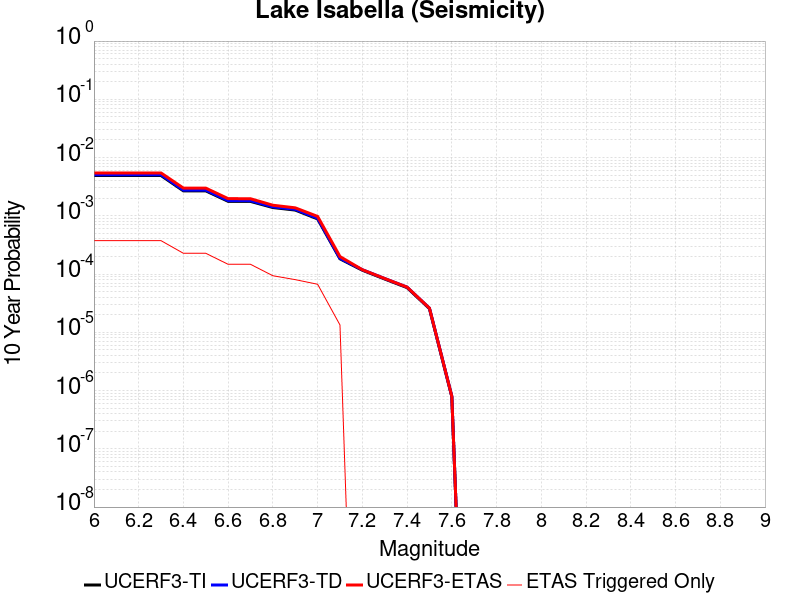 Lake Isabella (Seismicity)
10 0
10 -1
10 -2
10 -3
10 -4
10 -5
10 -6
10 -7
10 -8
10 Year Probability
6 6.2 6.4 6.6 6.8 7 7.2 7.4 7.6 7.8 8 8.2 8.4 8.6 8.8 9
Magnitude
UCERF3-TI UCERF3-TD UCERF3-ETAS ETAS Triggered Only